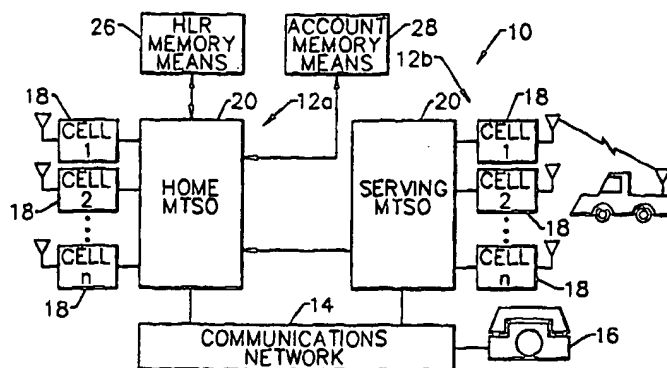 26
HLR
MEMORY
MEANS
ACCOUNT
MEMORY
MEANS
28
10
12a
12b
18
CELL
1
18
CELL
2
18
CELL
n
20
HOME
MTSO
20
SERVING
MTSO
18
CELL
1
CELL
2
18
CELL
n
18
14
COMMUNICATIONS
NETWORK
16